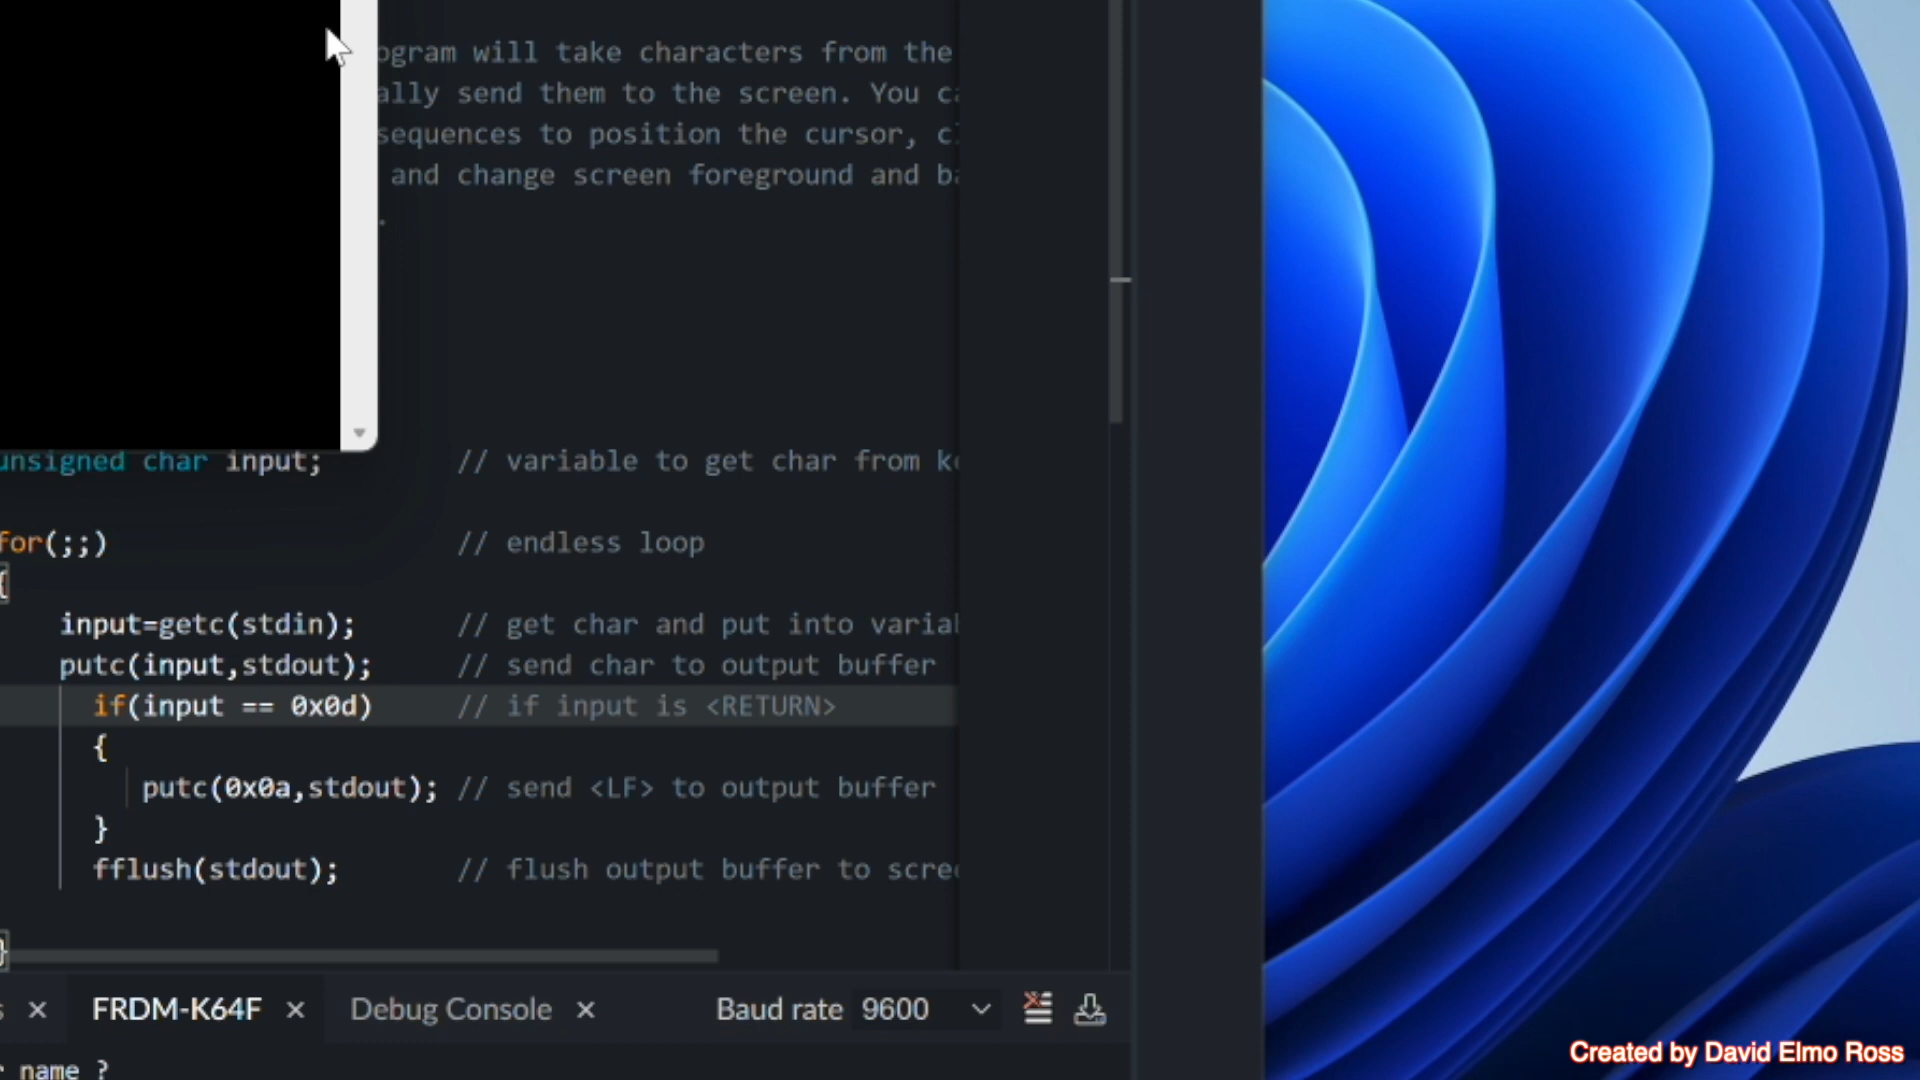 ogram will take characters from the
ally send them to the screen. You
sequences to position the cursor,
and change screen foreground and
.
unsigned char input; // variable to get char from
for(;;) // endless loop
{
input=getc(stdin); // get char and put into variab
putc(input,stdout); // send char to output buffer
if(input == 0x0d) // if input is <RETURN>
{
putc(0x0a,stdout); // send <LF> to output buffer
}
fflush(stdout); // flush output buffer to scree
}
s × FRDM-K64F × Debug Console × Baud rate 9600
r name ?
Created by David Elmo Ross